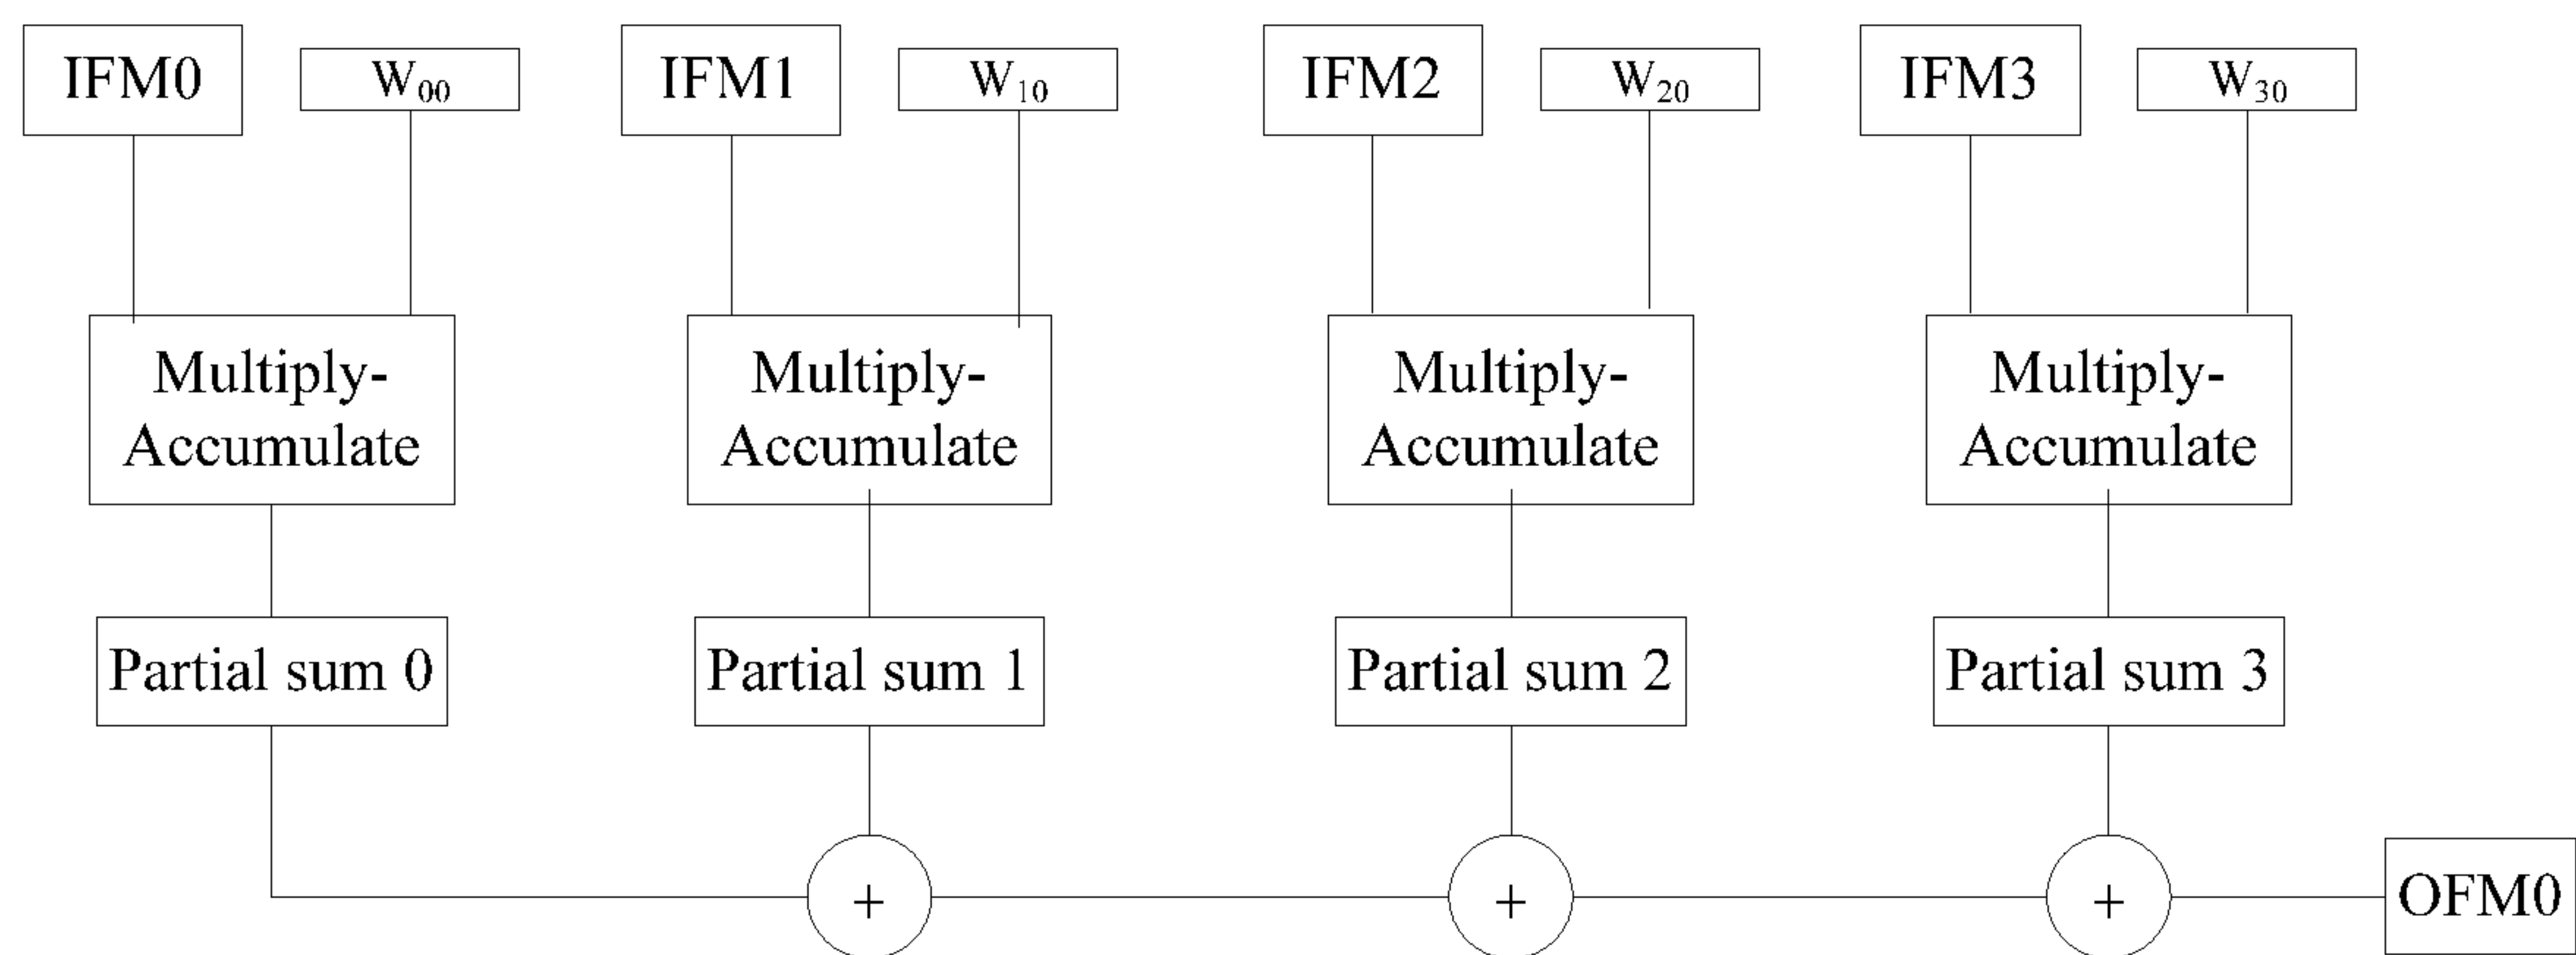 IFM0 W₀₀ IFM1 W₁₀ IFM2 W₂₀ IFM3 W₃₀
Multiply- Multiply- Multiply- Multiply-
Accumulate Accumulate Accumulate Accumulate
Partial sum 0 Partial sum 1 Partial sum 2 Partial sum 3
+ + + OFM0